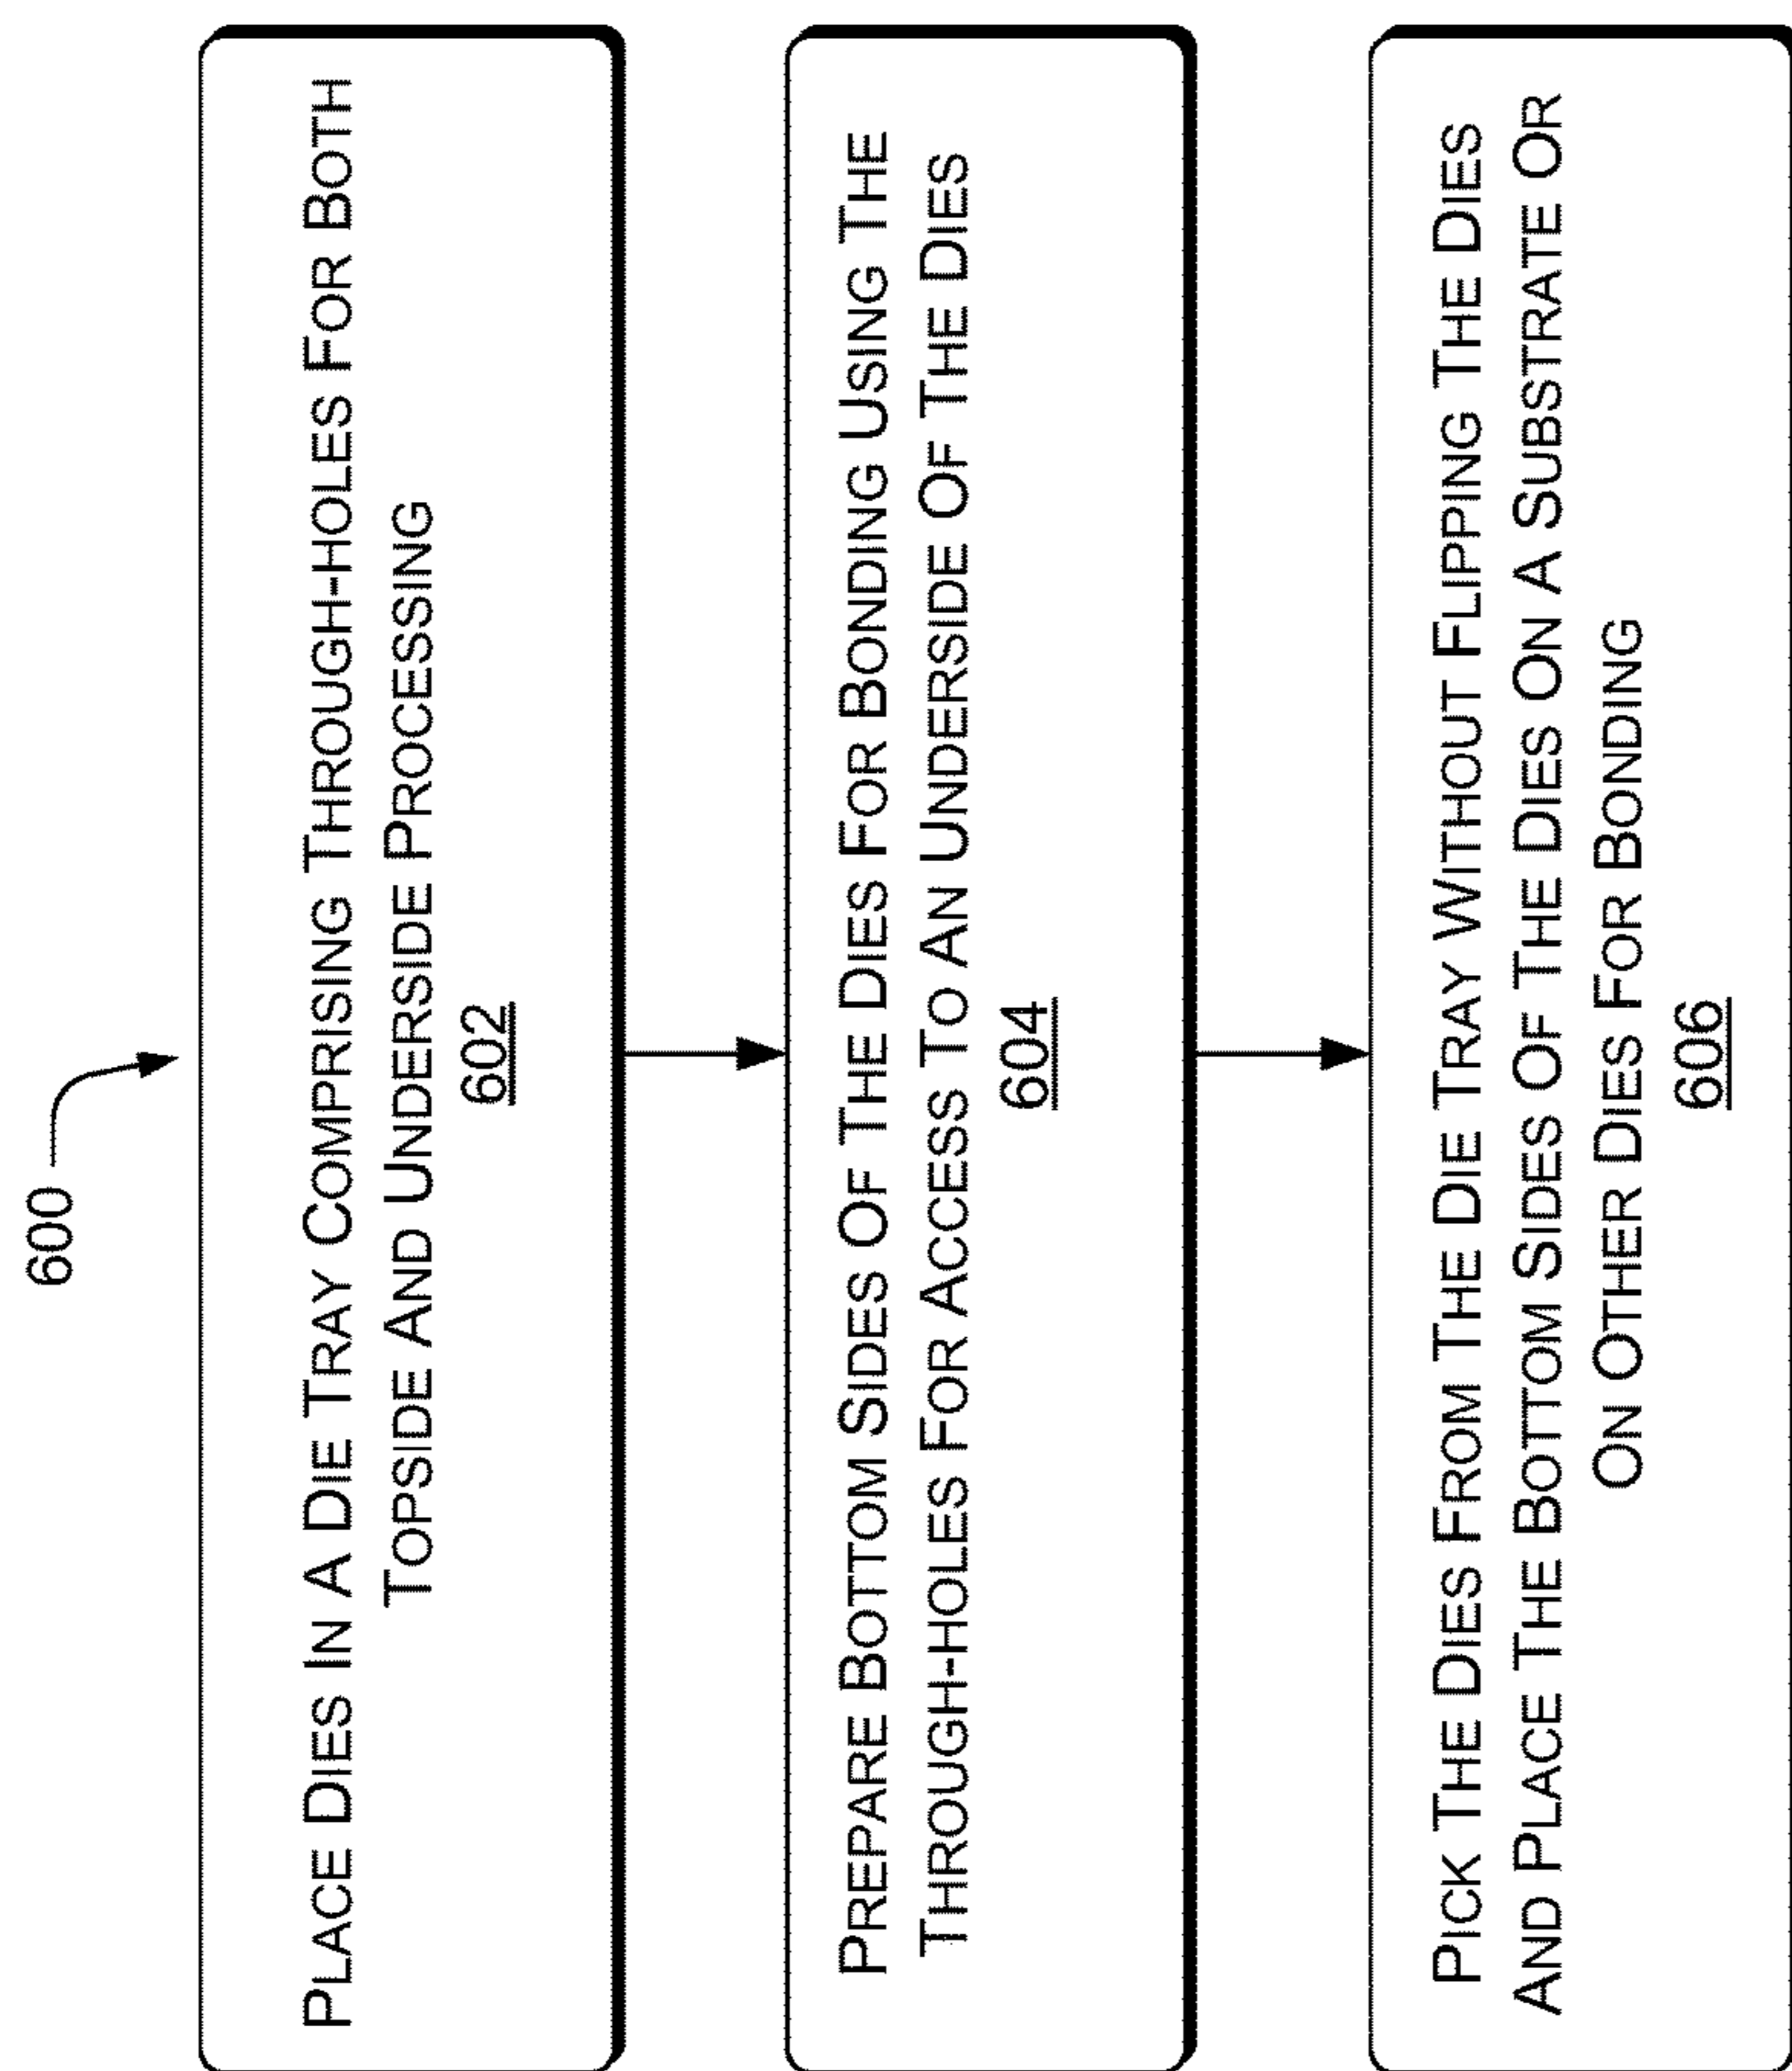 600
PLACE DIES IN A DIE TRAY COMPRISING THROUGH-HOLES FOR BOTH
TOPSIDE AND UNDERSIDE PROCESSING
602
PREPARE BOTTOM SIDES OF THE DIES FOR BONDING USING THE
THROUGH-HOLES FOR ACCESS TO AN UNDERSIDE OF THE DIES
604
PICK THE DIES FROM THE DIE TRAY WITHOUT FLIPPING THE DIES
AND PLACE THE BOTTOM SIDES OF THE DIES ON A SUBSTRATE OR
ON OTHER DIES FOR BONDING
606